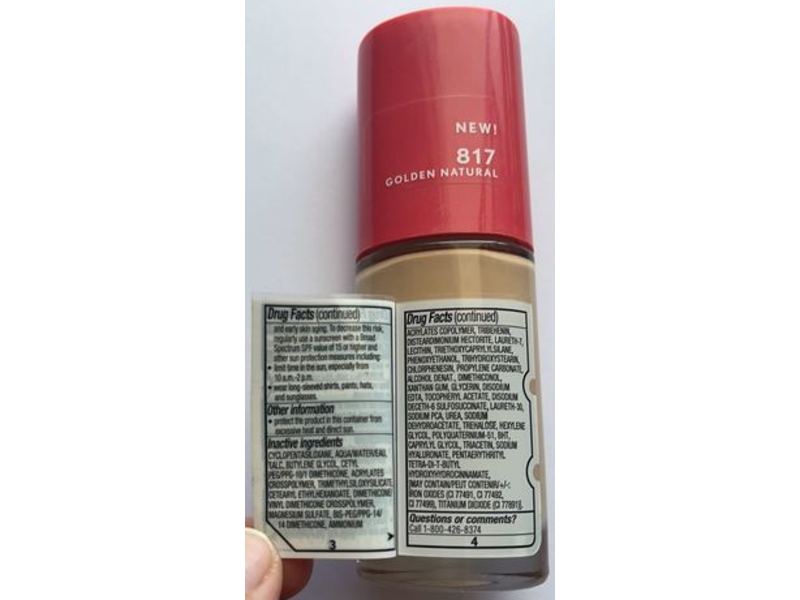 NEW!
817
GOLDEN NATURAL
Drug Facts (continued)
and early skin aging. To decrease this risk,
regularly use a sunscreen with a Broad
Spectrum SPF value of 15 or higher and
other sun protection measures including:
• limit time in the sun, especially from
10 a.m.-2 p.m.
• wear long-sleeved shirts, pants, hats,
and sunglasses.
Other information
• protect the product in this container from
excessive heat and direct sun.
Inactive ingredients
CYCLOPENTASILOXANE, AQUA/WATER/EAU,
TALC, BUTYLENE GLYCOL, CETYL
PEG/PPG-10/1 DIMETHICONE, ACRYLATES
CROSSPOLYMER, TRIMETHYLSILOXYSILICATE,
CETEARYL ETHYLHEXANOATE, DIMETHICONE/
VINYL DIMETHICONE CROSSPOLYMER,
MAGNESIUM SULFATE, BIS-PEG/PPG-14/
14 DIMETHICONE, AMMONIUM
3
Drug Facts (continued)
ACRYLATES COPOLYMER, TRIBEHENIN,
DISTEARDIMONIUM HECTORITE, LAURETH-7,
LECITHIN, TRIETHOXYCAPRYLYLSILANE,
PHENOXYETHANOL, TRIHYDROXYSTEARIN,
CHLORPHENESIN, PROPYLENE CARBONATE,
ALCOHOL DENAT., DIMETHICONOL,
XANTHAN GUM, GLYCERIN, DISODIUM
EDTA, TOCOPHERYL ACETATE, DISODIUM
DECETH-6 SULFOSUCCINATE, LAURETH-30,
SODIUM PCA, UREA, SODIUM
DEHYDROACETATE, TREHALOSE, HEXYLENE
GLYCOL, POLYQUATERNIUM-51, BHT,
CAPRYLYL GLYCOL, TRIACETIN, SODIUM
HYALURONATE, PENTAERYTHRITYL
TETRA-DI-T-BUTYL
HYDROXYHYDROCINNAMATE,
[MAY CONTAIN/PEUT CONTENIR/+/-:
IRON OXIDES (CI 77491, CI 77492,
CI 77499), TITANIUM DIOXIDE (CI 77891)].
Questions or comments?
Call 1-800-426-8374
4